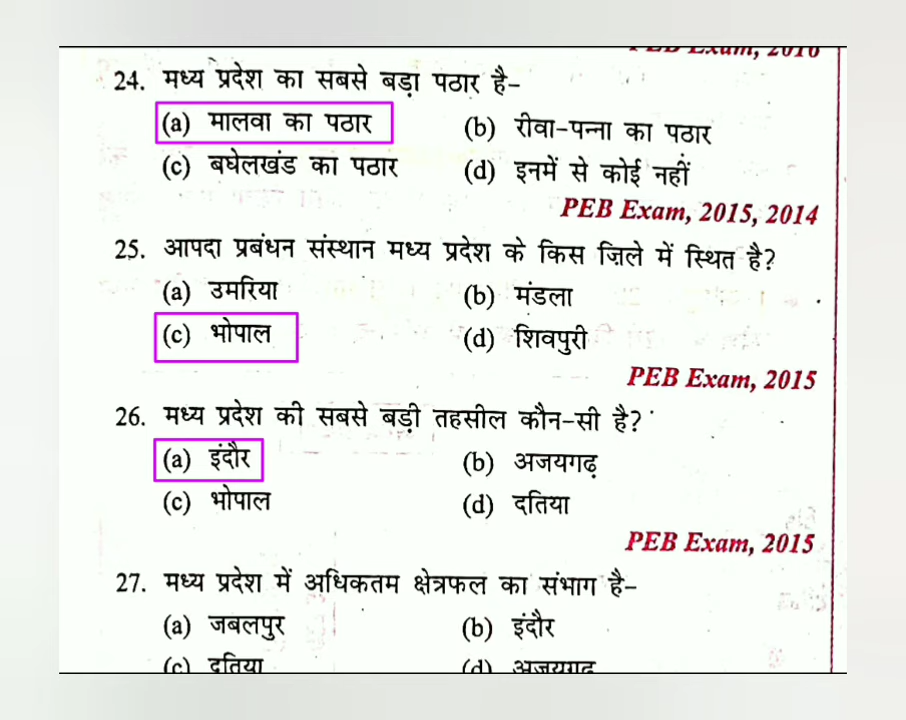 24. मध्य प्रदेश का सबसे बड़ा पठार है-
(a) मालवा का पठार (b) रीवा-पन्ना का पठार
(c) बघेलखंड का पठार (d) इनमें से कोई नहीं
PEB Exam, 2015, 2014
25. आपदा प्रबंधन संस्थान मध्य प्रदेश के किस ज़िले में स्थित है?
(a) उमरिया (b) मंडला
(c) भोपाल (d) शिवपुरी
PEB Exam, 2015
26. मध्य प्रदेश की सबसे बड़ी तहसील कौन-सी है?
(a) इंदौर (b) अजयगढ़
(c) भोपाल (d) दतिया
PEB Exam, 2015
27. मध्य प्रदेश में अधिकतम क्षेत्रफल का संभाग है-
(a) जबलपुर (b) इंदौर
(c) दतिया (d)